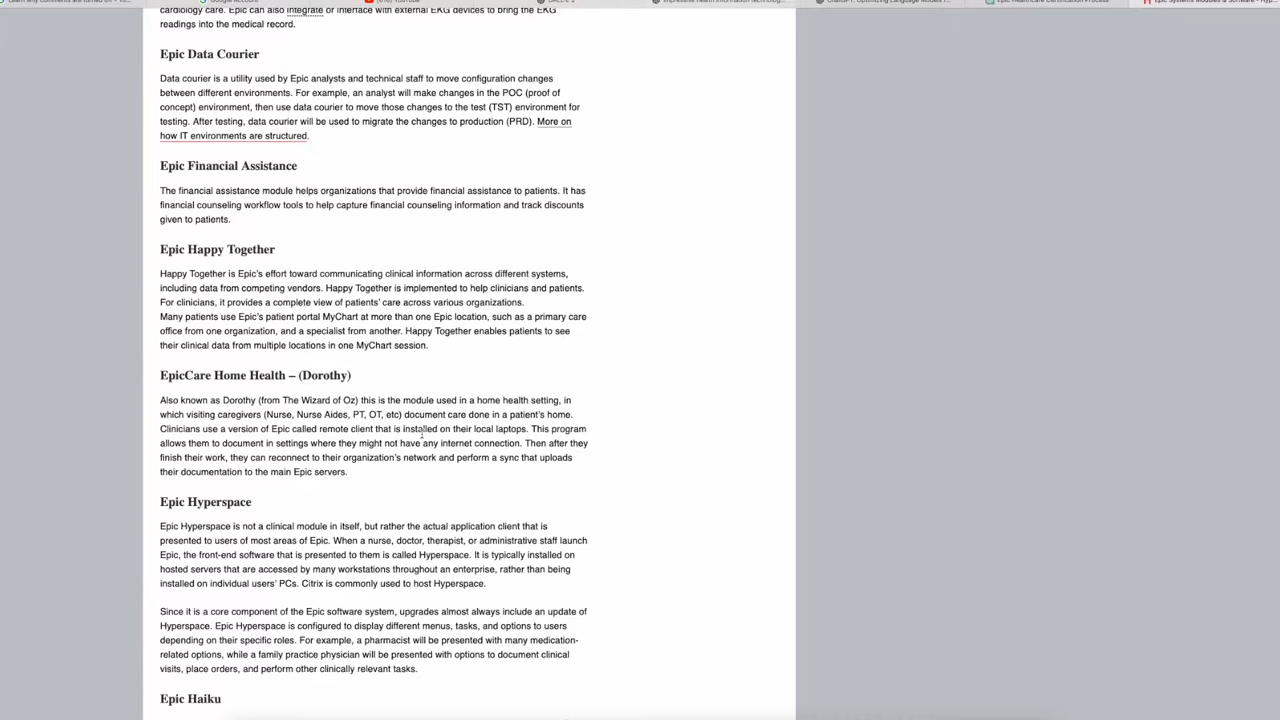 cardiology care. Epic can also integrate or interface with external EKG devices to bring the EKG
readings into the medical record.
Epic Data Courier
Data courier is a utility used by Epic analysts and technical staff to move configuration changes
between different environments. For example, an analyst will make changes in the POC (proof of
concept) environment, then use data courier to move those changes to the test (TST) environment for
testing. After testing, data courier will be used to migrate the changes to production (PRD). More on
how IT environments are structured.
Epic Financial Assistance
The financial assistance module helps organizations that provide financial assistance to patients. It has
financial counseling workflow tools to help capture financial counseling information and track discounts
given to patients.
Epic Happy Together
Happy Together is Epic's effort toward communicating clinical information across different systems,
including data from competing vendors. Happy Together is implemented to help clinicians and patients.
For clinicians, it provides a complete view of patients' care across various organizations.
Many patients use Epic's patient portal MyChart at more than one Epic location, such as a primary care
office from one organization, and a specialist from another. Happy Together enables patients to see
their clinical data from multiple locations in one MyChart session.
EpicCare Home Health – (Dorothy)
Also known as Dorothy (from The Wizard of Oz) this is the module used in a home health setting, in
which visiting caregivers (Nurse, Nurse Aides, PT, OT, etc) document care done in a patient's home.
Clinicians use a version of Epic called remote client that is installed on their local laptops. This program
allows them to document in settings where they might not have any internet connection. Then after they
finish their work, they can reconnect to their organization's network and perform a sync that uploads
their documentation to the main Epic servers.
Epic Hyperspace
Epic Hyperspace is not a clinical module in itself, but rather the actual application client that is
presented to users of most areas of Epic. When a nurse, doctor, therapist, or administrative staff launch
Epic, the front-end software that is presented to them is called Hyperspace. It is typically installed on
hosted servers that are accessed by many workstations throughout an enterprise, rather than being
installed on individual users' PCs. Citrix is commonly used to host Hyperspace.
Since it is a core component of the Epic software system, upgrades almost always include an update of
Hyperspace. Epic Hyperspace is configured to display different menus, tasks, and options to users
depending on their specific roles. For example, a pharmacist will be presented with many medication-
related options, while a family practice physician will be presented with options to document clinical
visits, place orders, and perform other clinically relevant tasks.
Epic Haiku